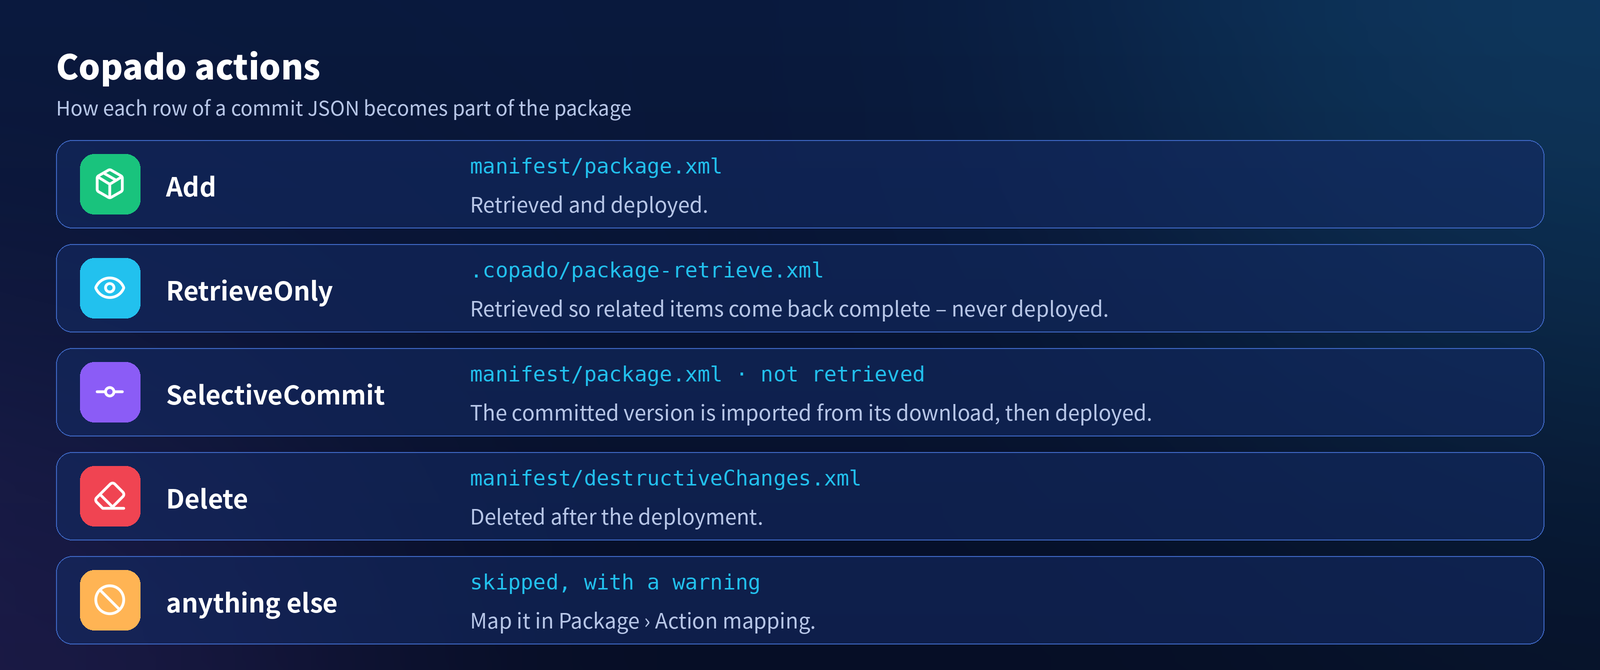 Copado actions
How each row of a commit JSON becomes part of the package
Add
manifest/package.xml
Retrieved and deployed.
RetrieveOnly
.copado/package-retrieve.xml
Retrieved so related items come back complete – never deployed.
SelectiveCommit
manifest/package.xml · not retrieved
The committed version is imported from its download, then deployed.
Delete
manifest/destructiveChanges.xml
Deleted after the deployment.
anything else
skipped, with a warning
Map it in Package › Action mapping.